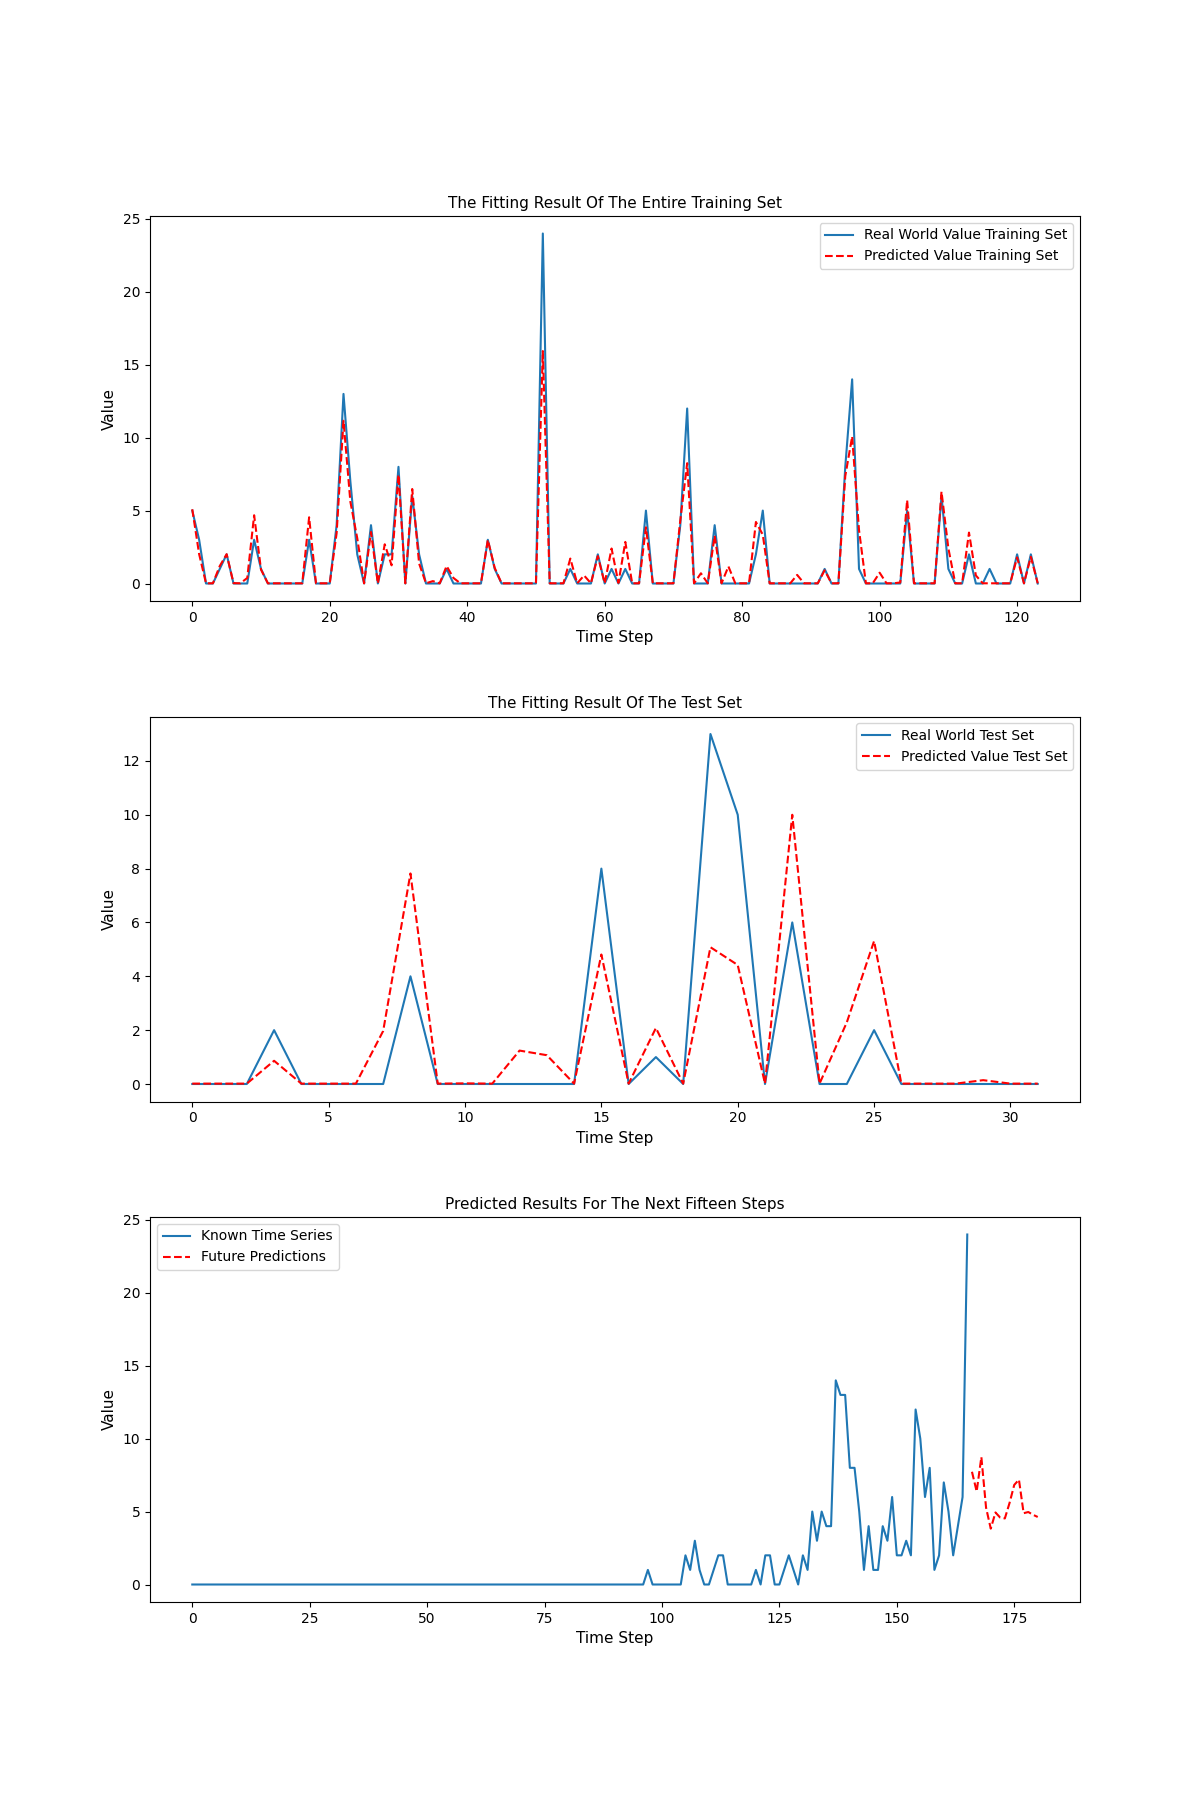 The Fitting Result Of The Entire Training Set
25
20
15
10
5
0
Value
Real World Value Training Set
Predicted Value Training Set
0 20 40 60 80 100 120
Time Step
The Fitting Result Of The Test Set
12
10
8
6
4
2
0
Value
Real World Test Set
Predicted Value Test Set
0 5 10 15 20 25 30
Time Step
Predicted Results For The Next Fifteen Steps
25
20
15
10
5
0
Value
Known Time Series
Future Predictions
0 25 50 75 100 125 150 175
Time Step